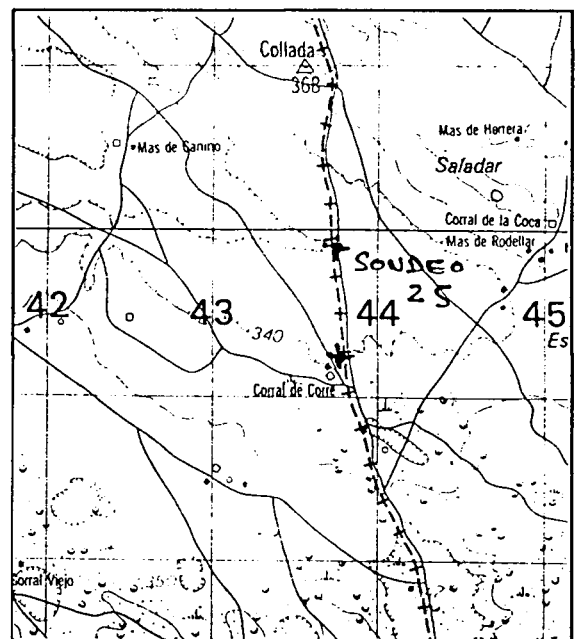 Collada
368
Mas de Herrera
Mas de Canino
Saladar
Corral de la Coca
Mas de Rodellar
SONDEO
25
42
43
44
45
340
Es
Corral de Corre
Corral Viejo